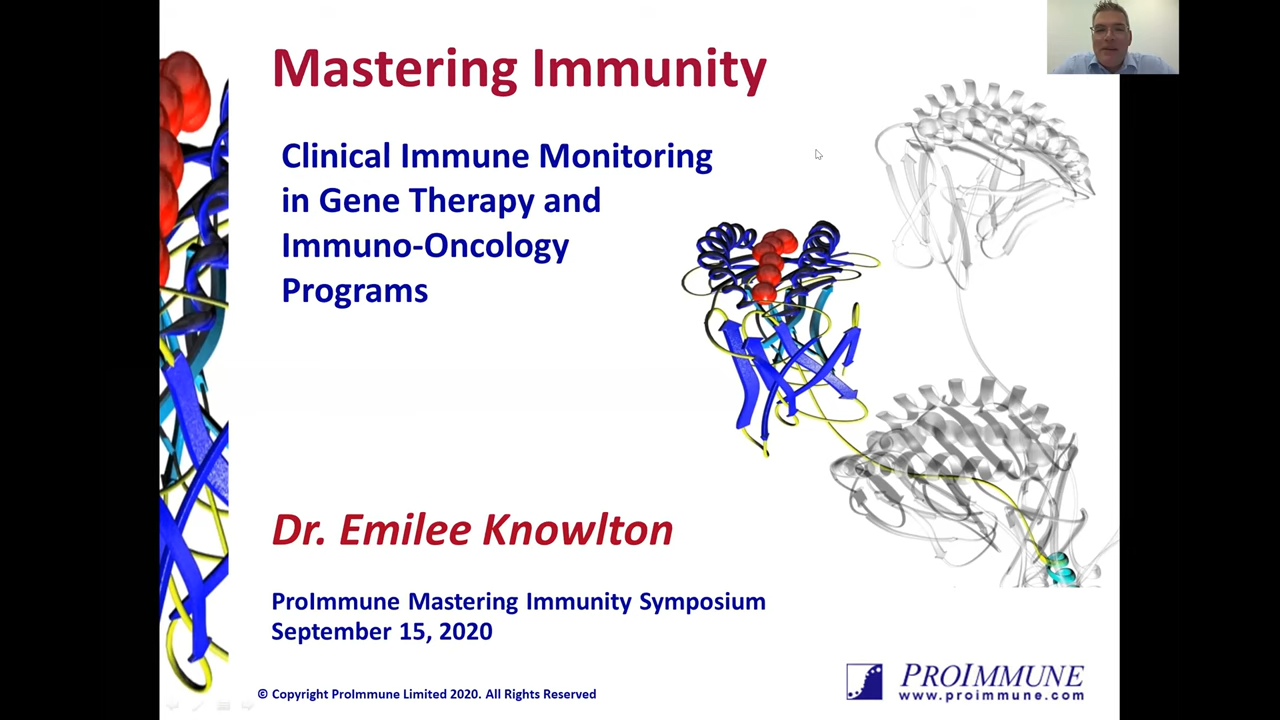 Mastering Immunity
Clinical Immune Monitoring
in Gene Therapy and
Immuno-Oncology
Programs
Dr. Emilee Knowlton
ProImmune Mastering Immunity Symposium
September 15, 2020
© Copyright ProImmune Limited 2020. All Rights Reserved
PROIMMUNE
www.proimmune.com